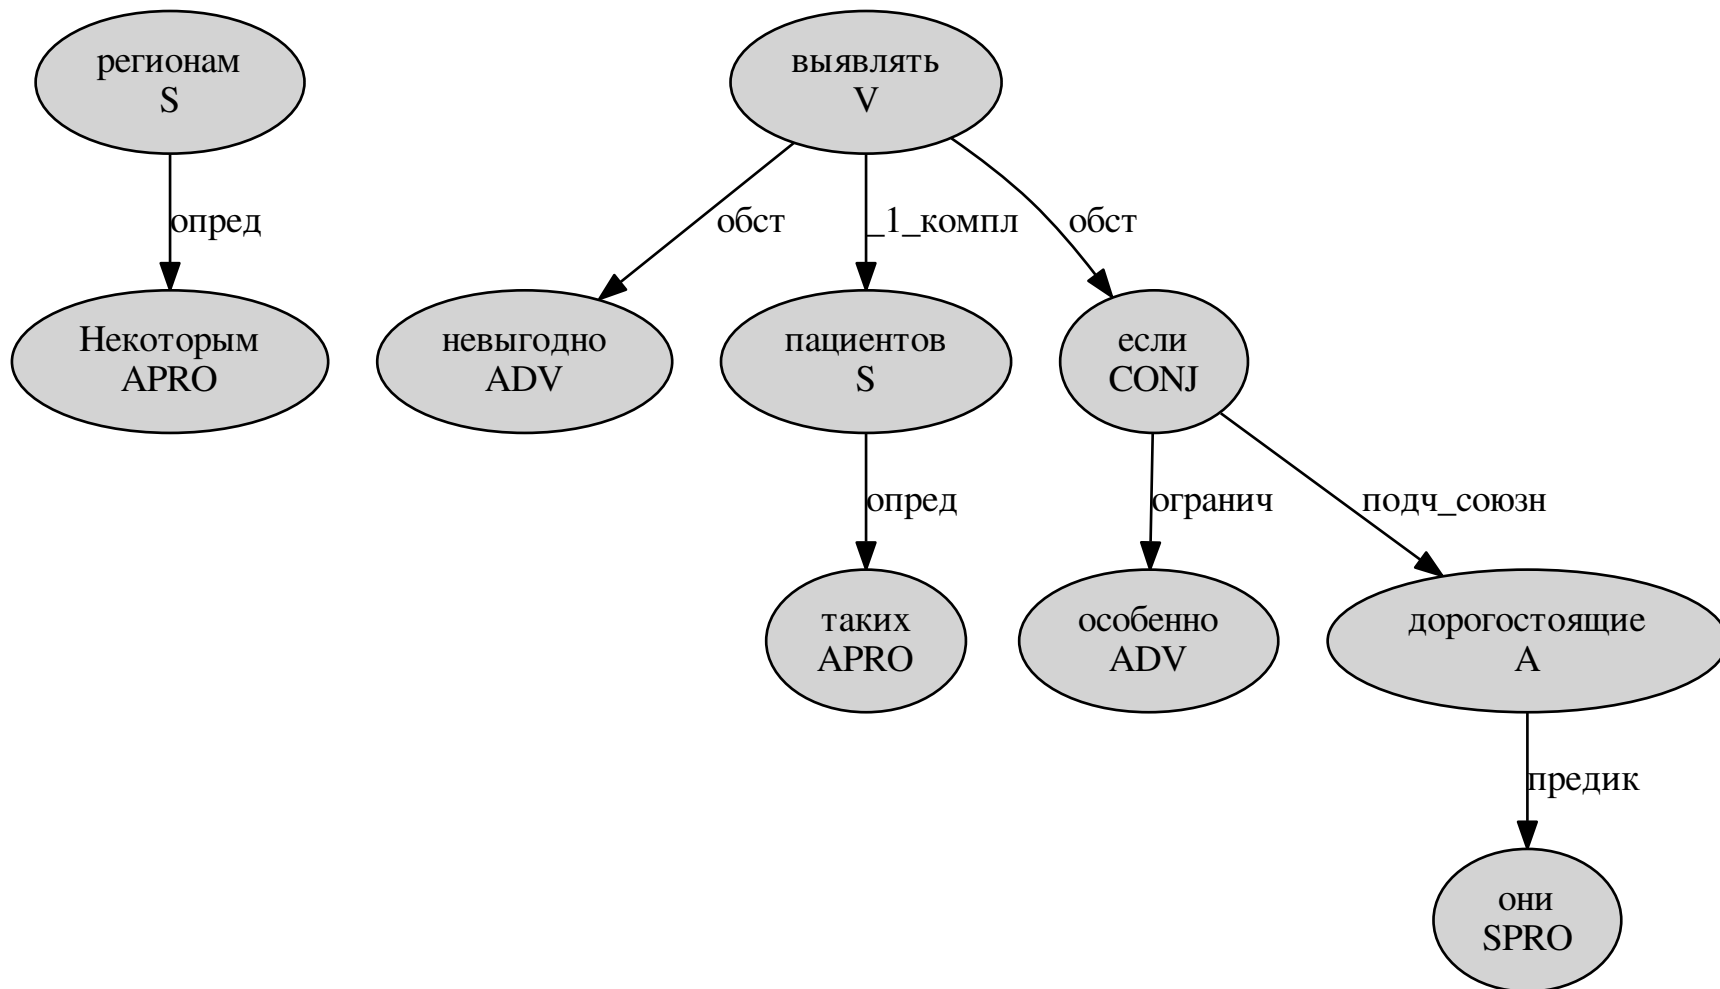 регионам
S
выявлять
V
опред
обст
_1_компл
обст
Некоторым
APRO
невыгодно
ADV
пациентов
S
если
CONJ
опред
огранич
подч_союзн
таких
APRO
особенно
ADV
дорогостоящие
A
предик
они
SPRO